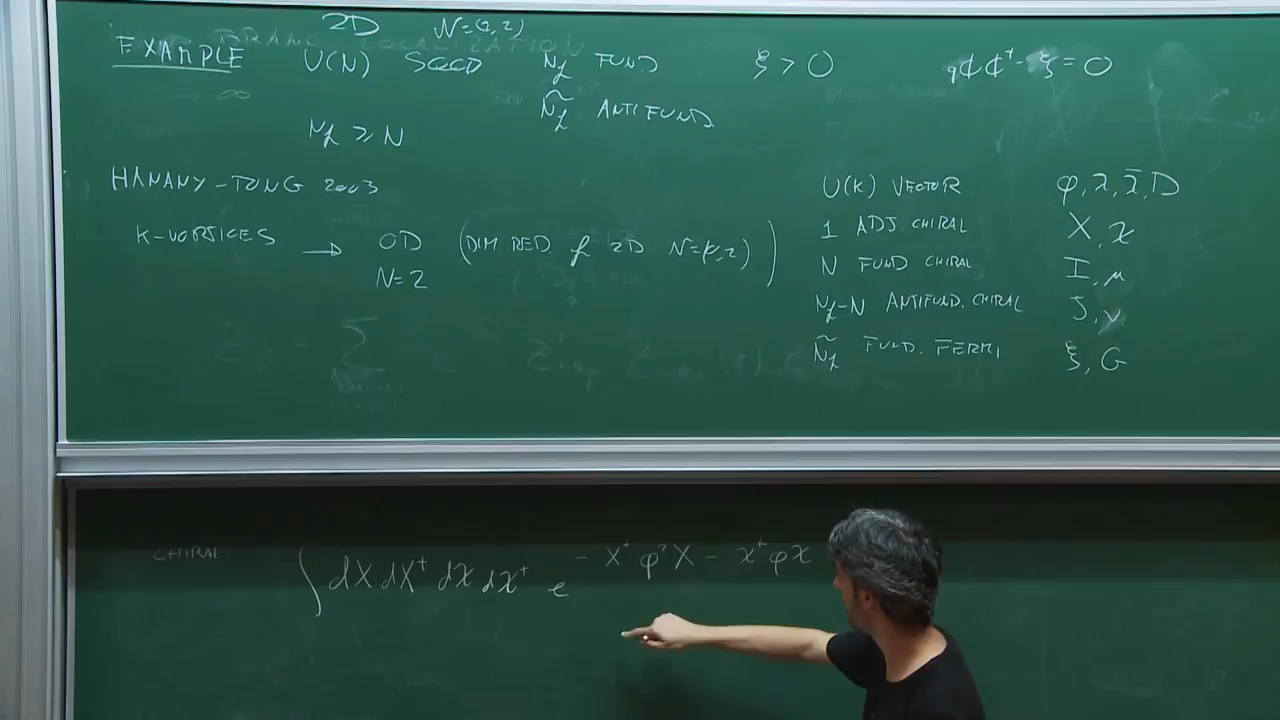 2D N=(2,2)
EXAMPLE U(N) SQCD N_f FUND ξ > 0 qq†-ξ=0
Ñ_f ANTIFUND
N_f ≥ N
HANANY-TONG 2003
K-VORTICES → 0D (DIM. RED. of 2D N=(0,2))
N=2
U(K) VECTOR φ, λ, λ̄, D
1 ADJ. CHIRAL X, χ
N FUND CHIRAL I, μ
N_f-N ANTIFUND. CHIRAL J, ν
Ñ_f FUND. FERMI ξ, G
CHIRAL ∫ dX dX† dχ dχ† e^{- X† φ² X - χ† φ χ}